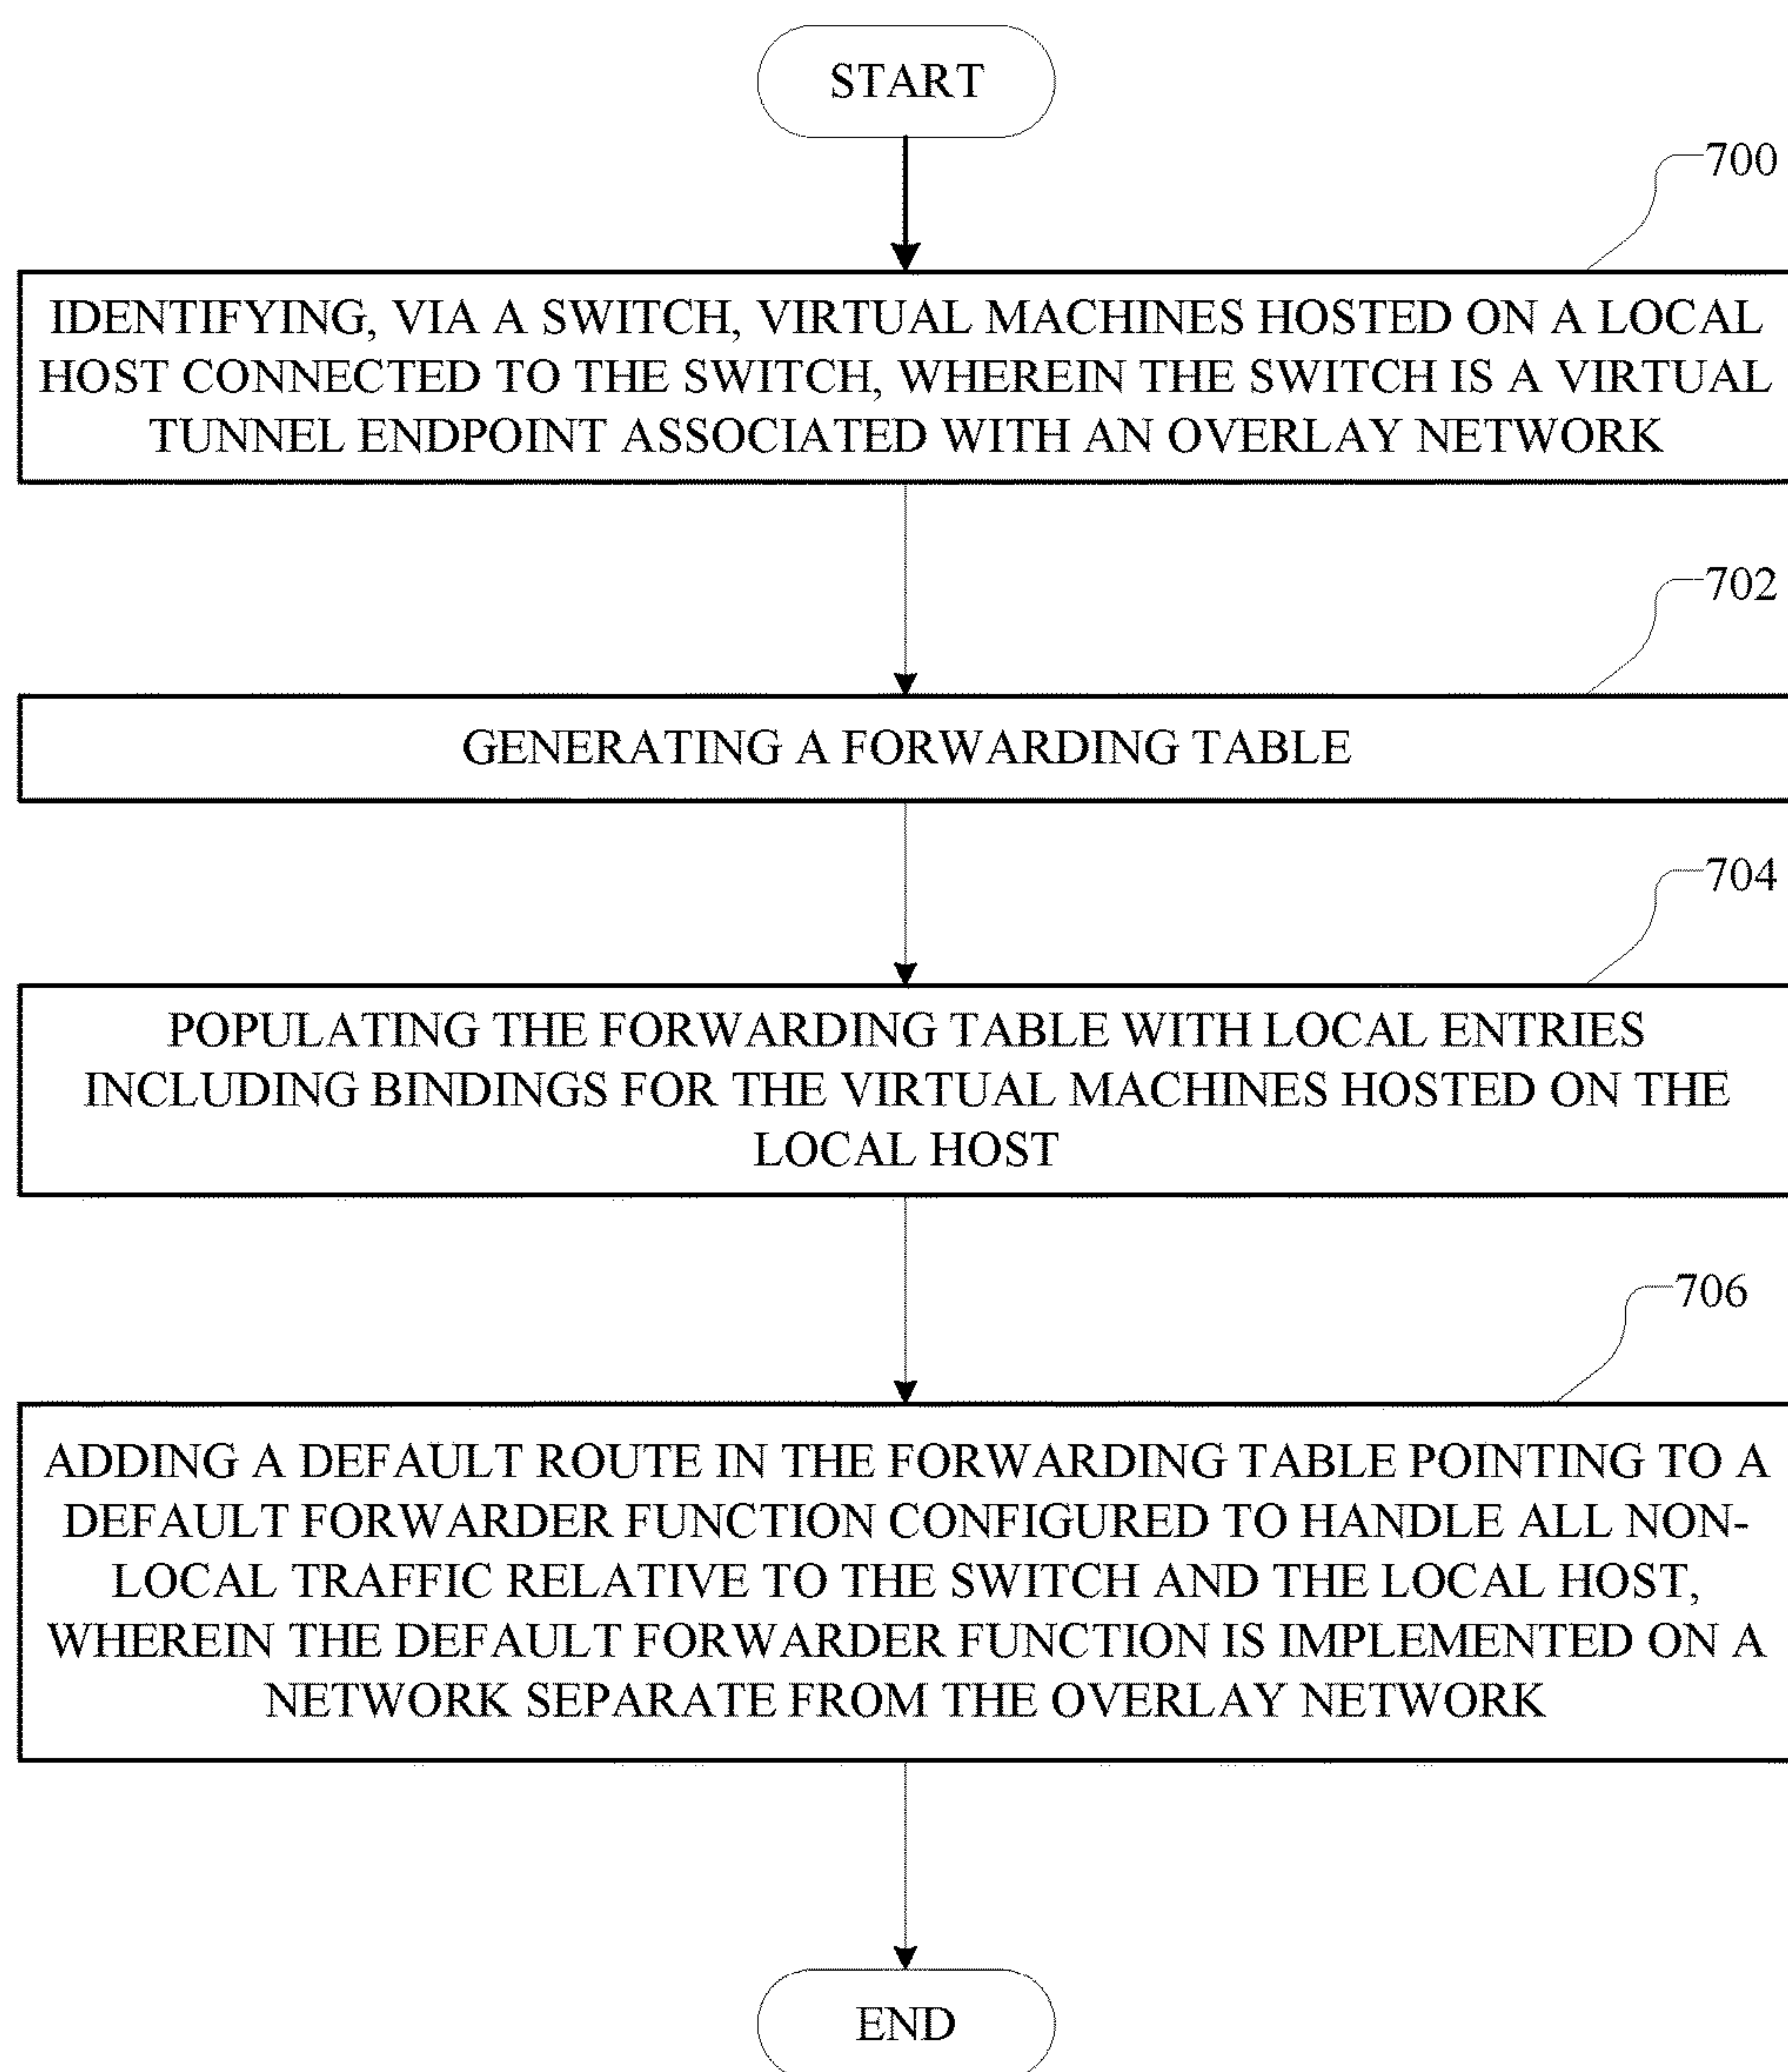 START
700
IDENTIFYING, VIA A SWITCH, VIRTUAL MACHINES HOSTED ON A LOCAL
HOST CONNECTED TO THE SWITCH, WHEREIN THE SWITCH IS A VIRTUAL
TUNNEL ENDPOINT ASSOCIATED WITH AN OVERLAY NETWORK
702
GENERATING A FORWARDING TABLE
704
POPULATING THE FORWARDING TABLE WITH LOCAL ENTRIES
INCLUDING BINDINGS FOR THE VIRTUAL MACHINES HOSTED ON THE
LOCAL HOST
706
ADDING A DEFAULT ROUTE IN THE FORWARDING TABLE POINTING TO A
DEFAULT FORWARDER FUNCTION CONFIGURED TO HANDLE ALL NON-
LOCAL TRAFFIC RELATIVE TO THE SWITCH AND THE LOCAL HOST,
WHEREIN THE DEFAULT FORWARDER FUNCTION IS IMPLEMENTED ON A
NETWORK SEPARATE FROM THE OVERLAY NETWORK
END